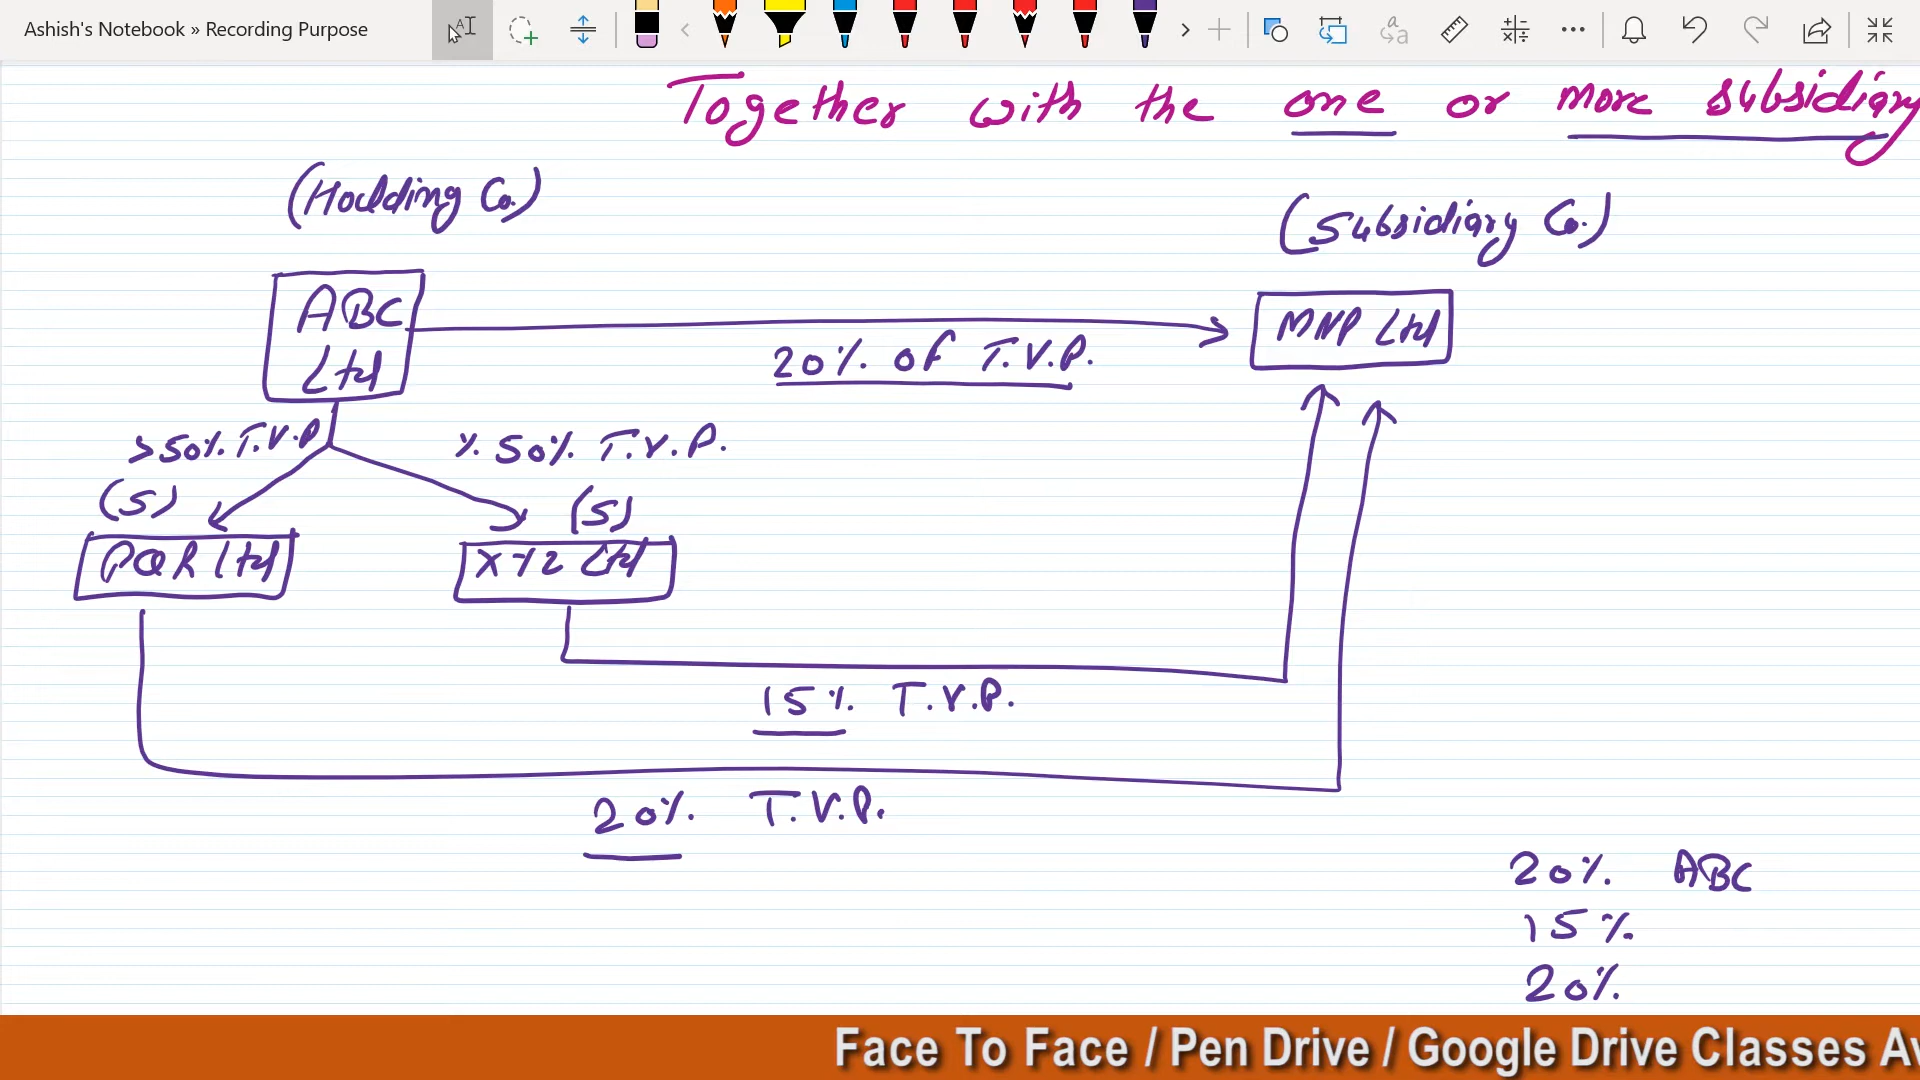 Ashish's Notebook » Recording Purpose
Together with the one or more subsidiary
(Houlding Co.)
(Subsidiary Co.)
ABC Ltd
MNP Ltd
20% of T.V.P.
>50% T.V.P
% 50% T.V.P.
(S)
(S)
PQR Ltd
XYZ Ltd
15% T.V.P.
20% T.V.P.
20% ABC
15%
20%
Face To Face / Pen Drive / Google Drive Classes Av